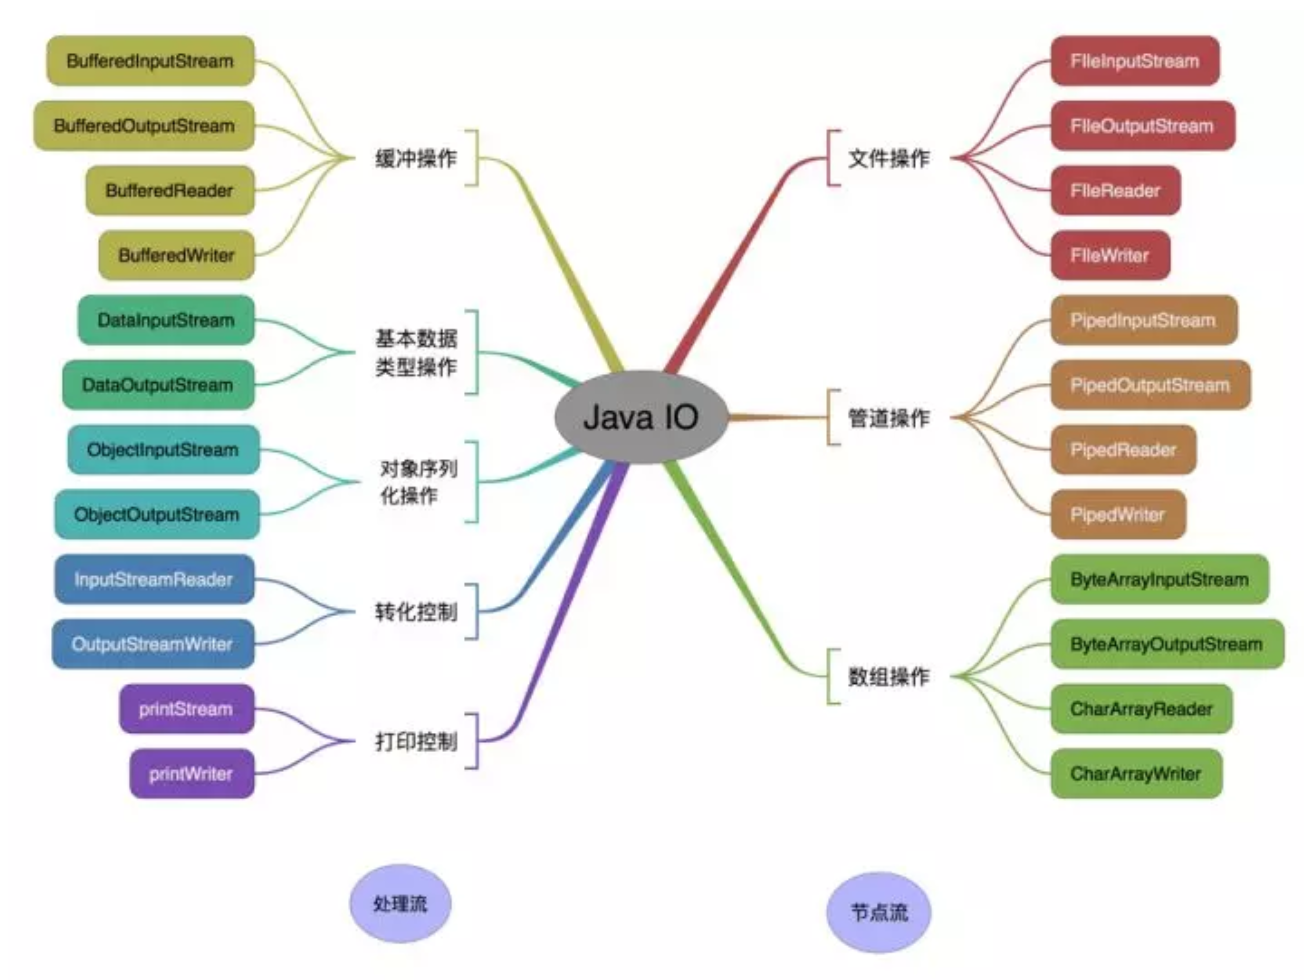 BufferedInputStream
BufferedOutputStream
BufferedReader
BufferedWriter
缓冲操作
DataInputStream
DataOutputStream
基本数据
类型操作
ObjectInputStream
ObjectOutputStream
对象序列
化操作
InputStreamReader
OutputStreamWriter
转化控制
printStream
printWriter
打印控制
Java IO
文件操作
FIleInputStream
FIleOutputStream
FIleReader
FIleWriter
管道操作
PipedInputStream
PipedOutputStream
PipedReader
PipedWriter
数组操作
ByteArrayInputStream
ByteArrayOutputStream
CharArrayReader
CharArrayWriter
处理流
节点流